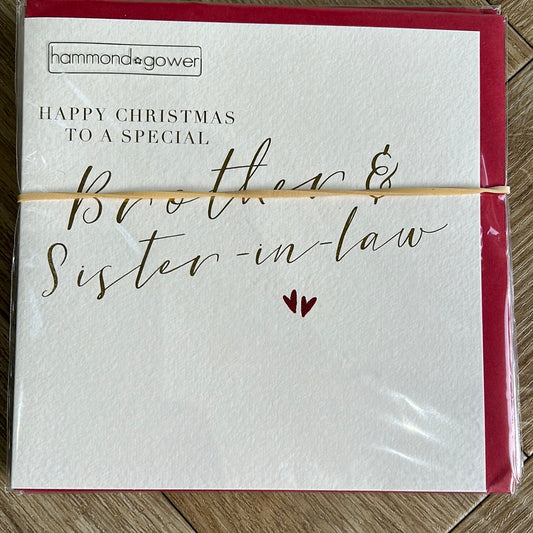 hammond gower
HAPPY CHRISTMAS
TO A SPECIAL
Brother &
Sister-in-law